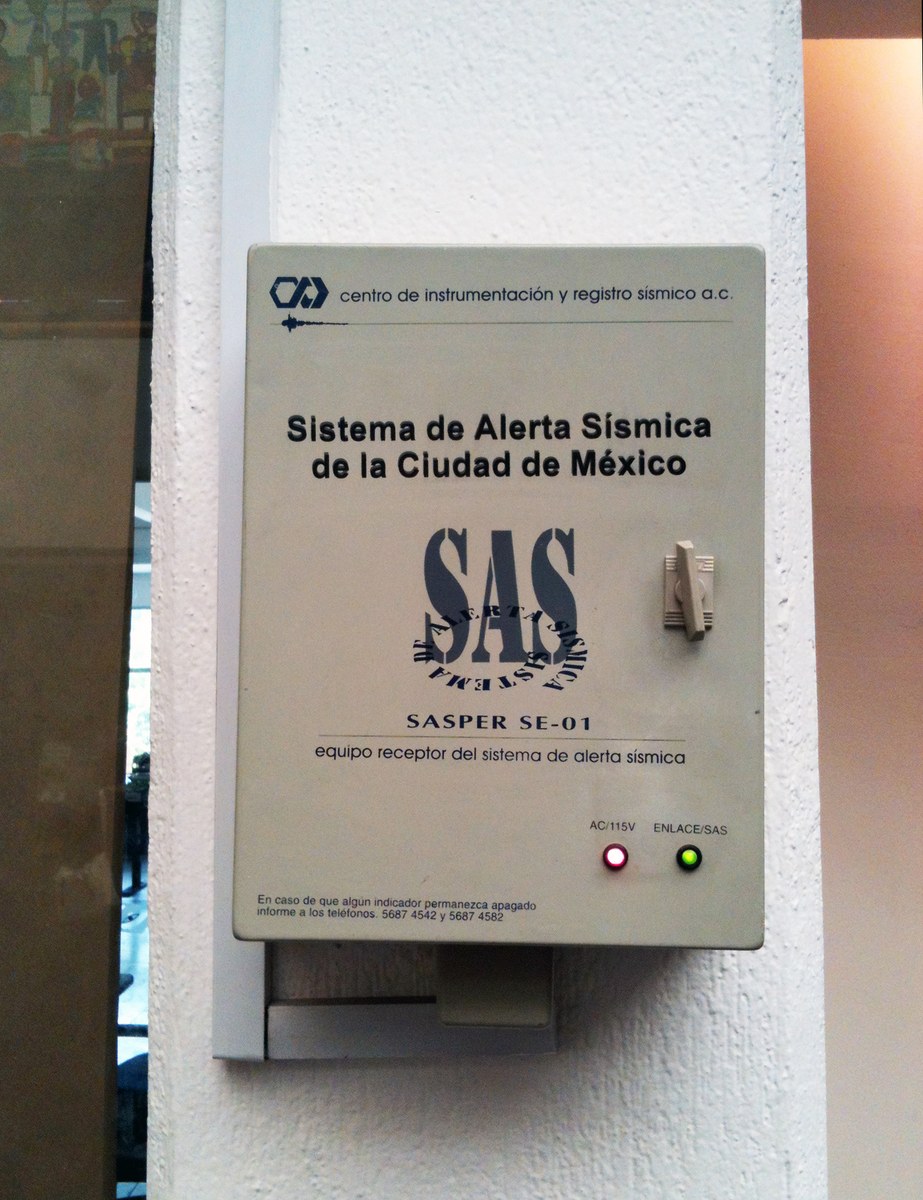 centro de instrumentación y registro sísmico a.c.
Sistema de Alerta Sísmica
de la Ciudad de México
SAS
SISTEMA DE ALERTA SISMICA
SASPER SE-01
equipo receptor del sistema de alerta sísmica
AC/115V ENLACE/SAS
En caso de que algun indicador permanezca apagado
informe a los teléfonos. 5687 4542 y 5687 4582